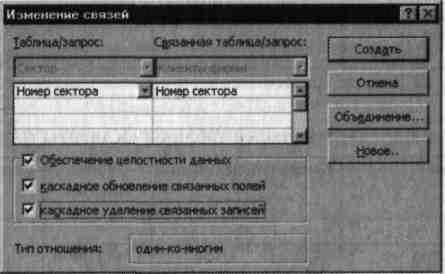 Изменение связей
Таблица/запрос: Связанная таблица/запрос:
Сектор Клиенты фирмы
Номер сектора Номер сектора
Создать
Отмена
Объединение...
Новое..
Обеспечение целостности данных
каскадное обновление связанных полей
каскадное удаление связанных записей
Тип отношения: один-ко-многим